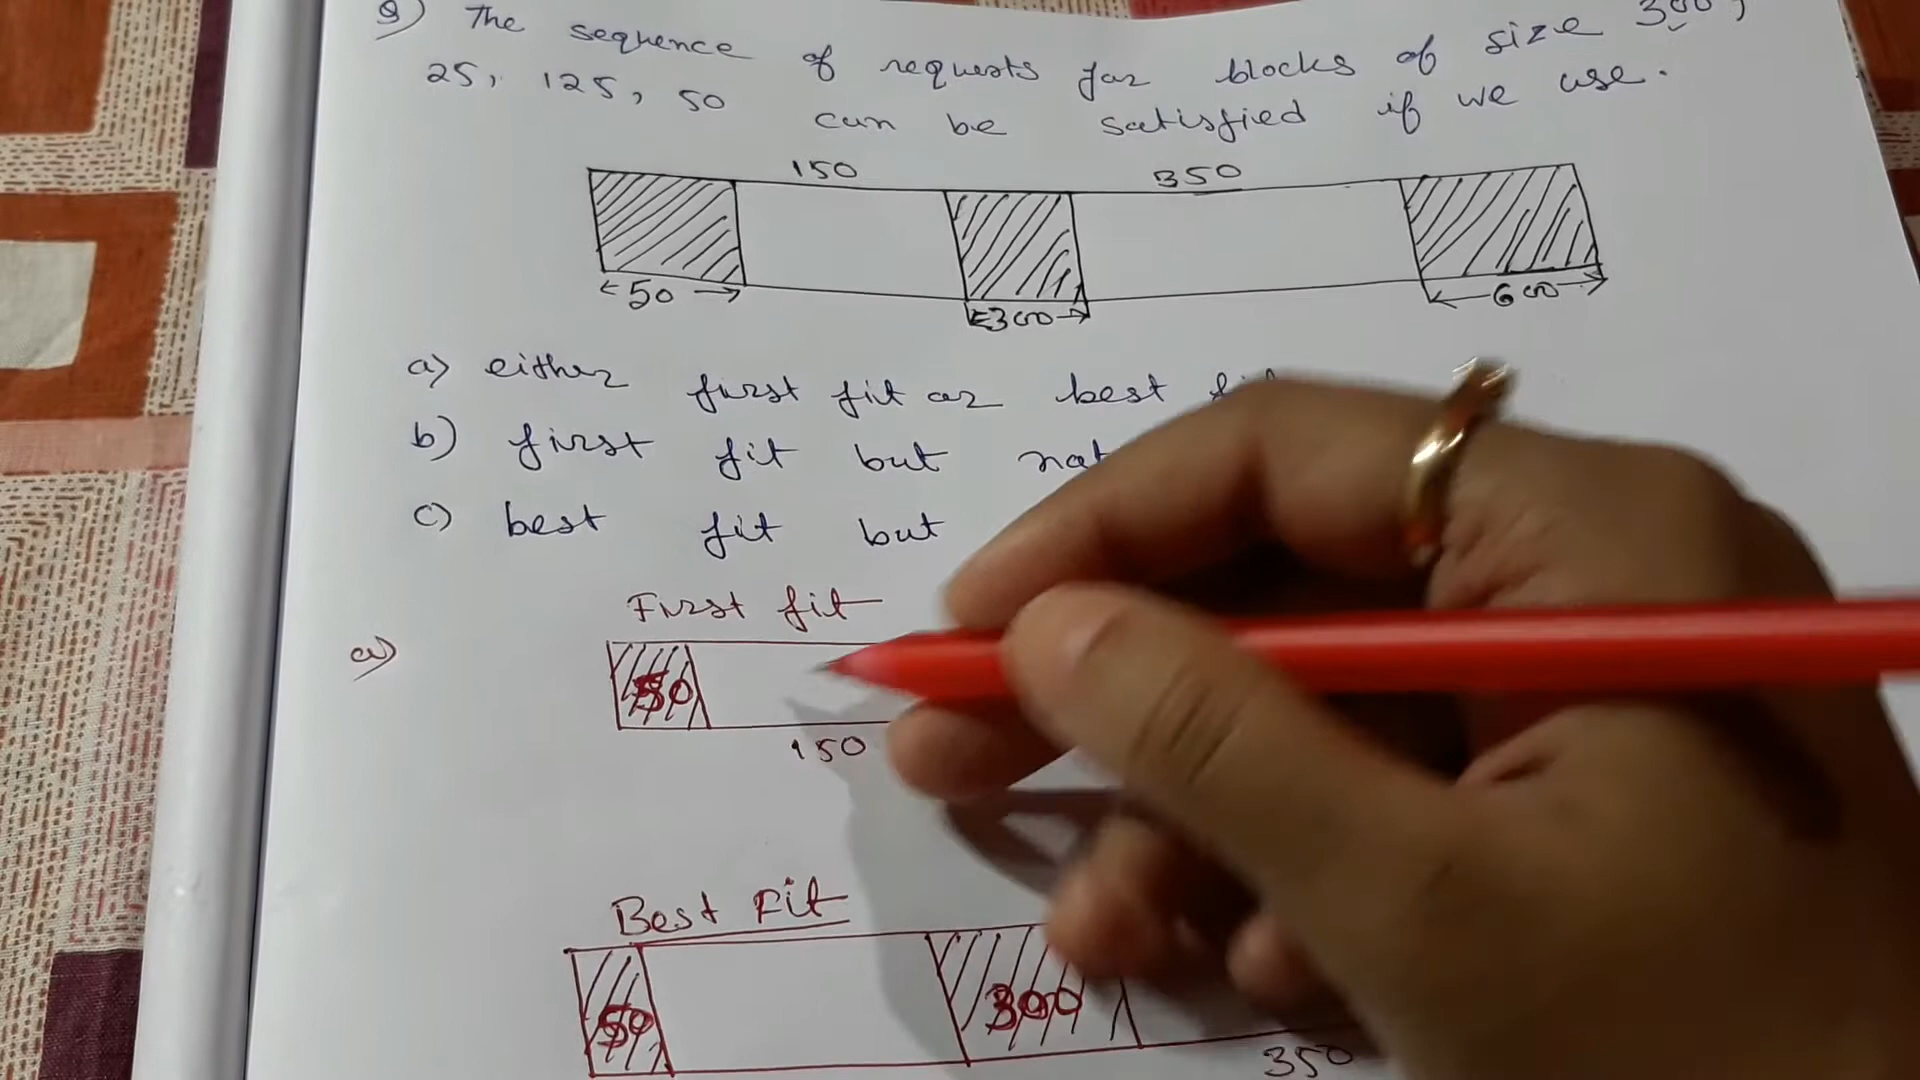 The sequence of requests for blocks of size 300,
25, 125, 50 can be satisfied if we use.
150 350
50 300 600
a) either first fit or best
b) first fit but not
c) best fit but
First fit
a)
50
150
Best Fit
50 300
350